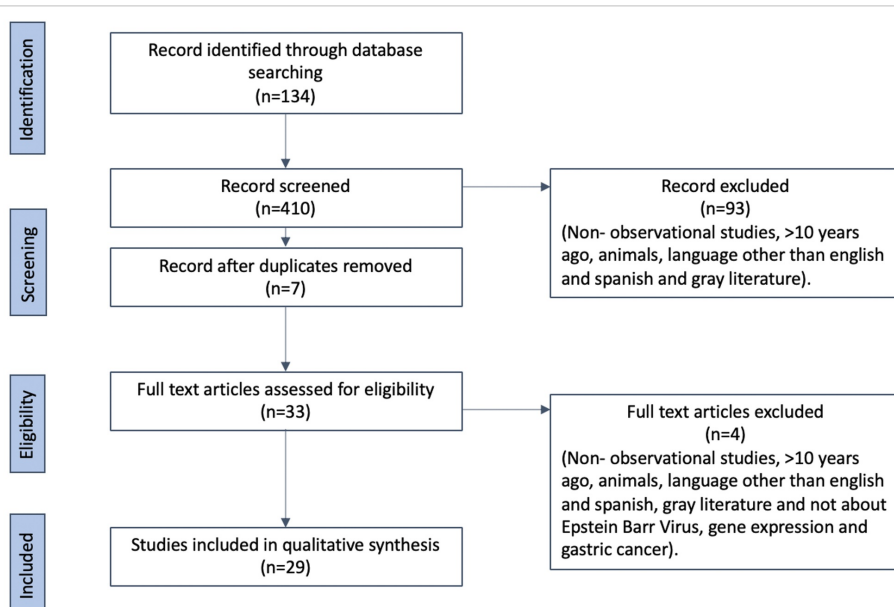 Identification
Record identified through database
searching
(n=134)
Screening
Record screened
(n=410)
Record excluded
(n=93)
(Non- observational studies, >10 years
ago, animals, language other than english
and spanish and gray literature).
Record after duplicates removed
(n=7)
Eligibility
Full text articles assessed for eligibility
(n=33)
Full text articles excluded
(n=4)
(Non- observational studies, >10 years
ago, animals, language other than english
and spanish, gray literature and not about
Epstein Barr Virus, gene expression and
gastric cancer).
Included
Studies included in qualitative synthesis
(n=29)